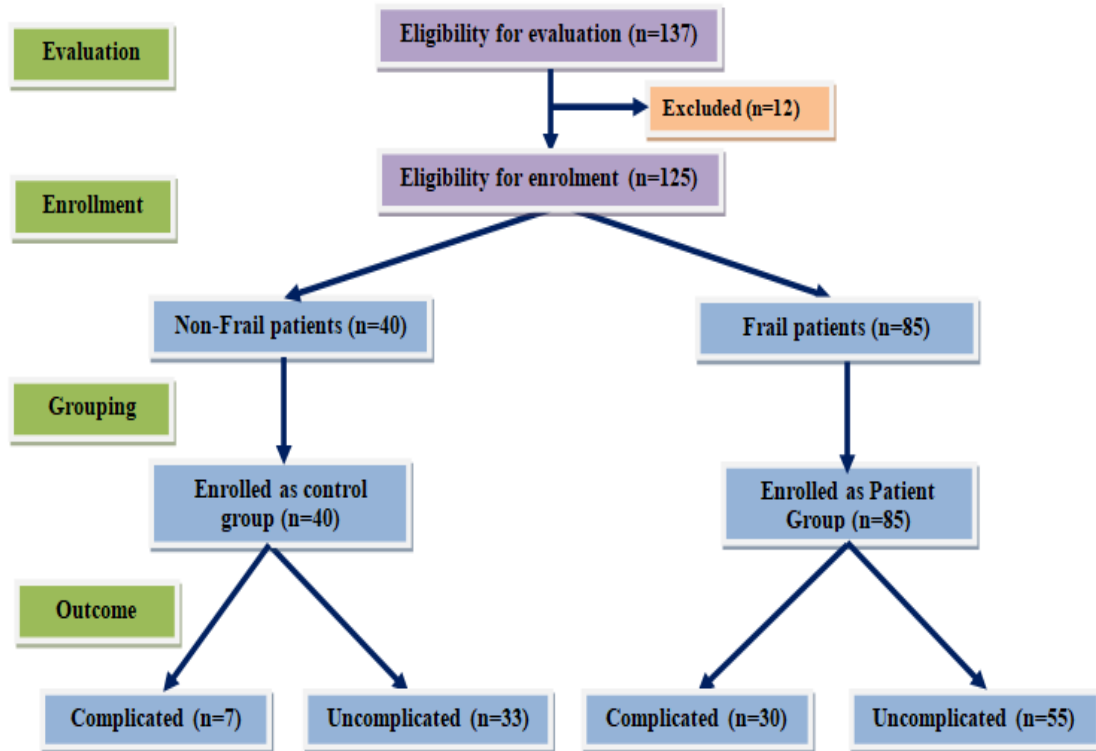 Evaluation
Eligibility for evaluation (n=137)
Excluded (n=12)
Enrollment
Eligibility for enrolment (n=125)
Non-Frail patients (n=40)
Frail patients (n=85)
Grouping
Enrolled as control
group (n=40)
Enrolled as Patient
Group (n=85)
Outcome
Complicated (n=7)
Uncomplicated (n=33)
Complicated (n=30)
Uncomplicated (n=55)